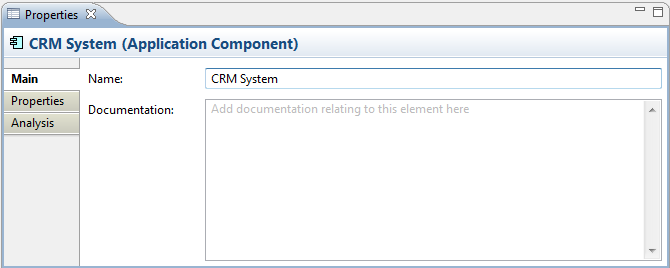 Properties
CRM System (Application Component)
Main
Name:
CRM System
Properties
Documentation:
Add documentation relating to this element here
Analysis